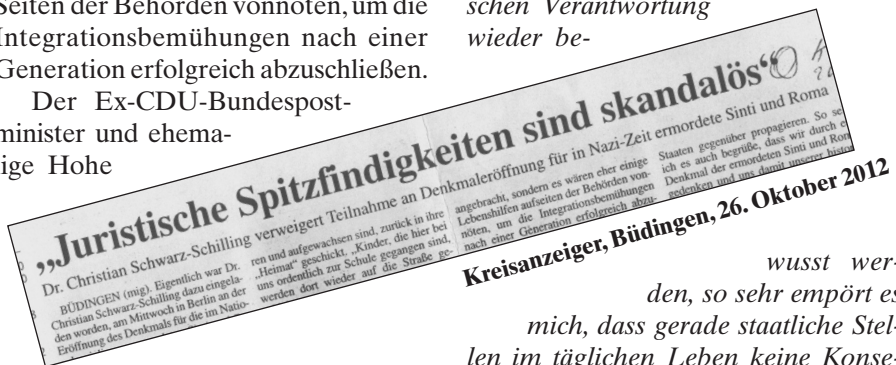 Seiten der Behörden vonnöten, um die
Integrationsbemühungen nach einer
Generation erfolgreich abzuschließen.
Der Ex-CDU-Bundespost-
minister und ehema-
ige Hohe
schen Verantwortung
wieder be-
„Juristische Spitzfindigkeiten sind skandalös“
Dr. Christian Schwarz-Schilling verweigert Teilnahme an Denkmaleröffnung für in Nazi-Zeit ermordete Sinti und Roma
BÜDINGEN (mig). Eigentlich war Dr.
Christian Schwarz-Schilling dazu eingela-
den worden, am Mittwoch in Berlin an der
Eröffnung des Denkmals für die im Natio-
ren und aufgewachsen sind, zurück in ihre
„Heimat“ geschickt, „Kinder, die hier bei
uns ordentlich zur Schule gegangen sind,
werden dort wieder auf die Straße ge-
angebracht, sondern es wären eher einige
Lebenshilfen aufseiten der Behörden von-
nöten, um die Integrationsbemühungen
nach einer Generation erfolgreich abzu-
Staaten gegenüber propagieren. So se
ich es auch begrüße, dass wir durch e
Denkmal der ermordeten Sinti und Rom
gedenken und uns damit unserer histor
Kreisanzeiger, Büdingen, 26. Oktober 2012
wusst wer-
den, so sehr empört es
mich, dass gerade staatliche Stel-
len im täglichen Leben keine Konse-